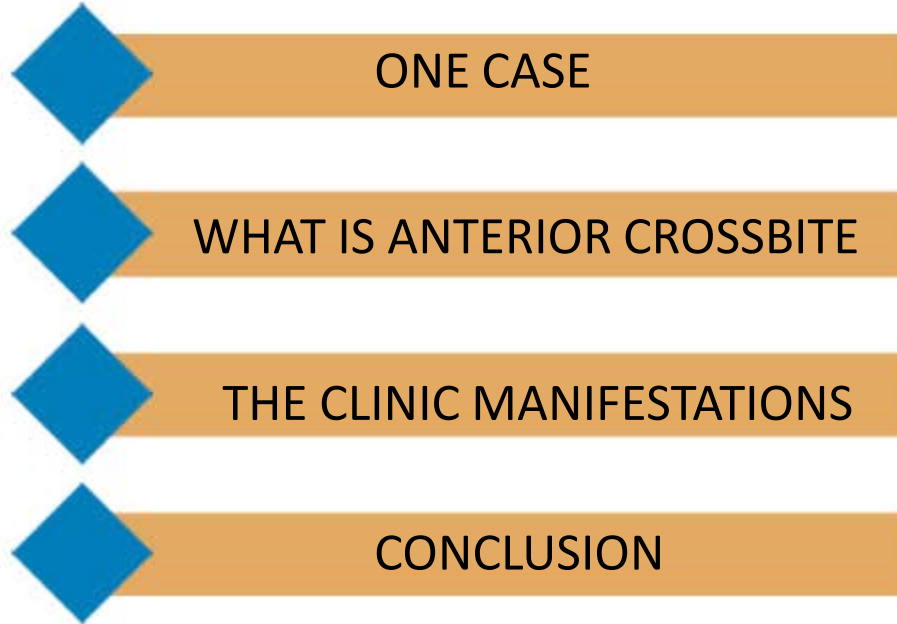 ONE CASE
WHAT IS ANTERIOR CROSSBITE
THE CLINIC MANIFESTATIONS
CONCLUSION